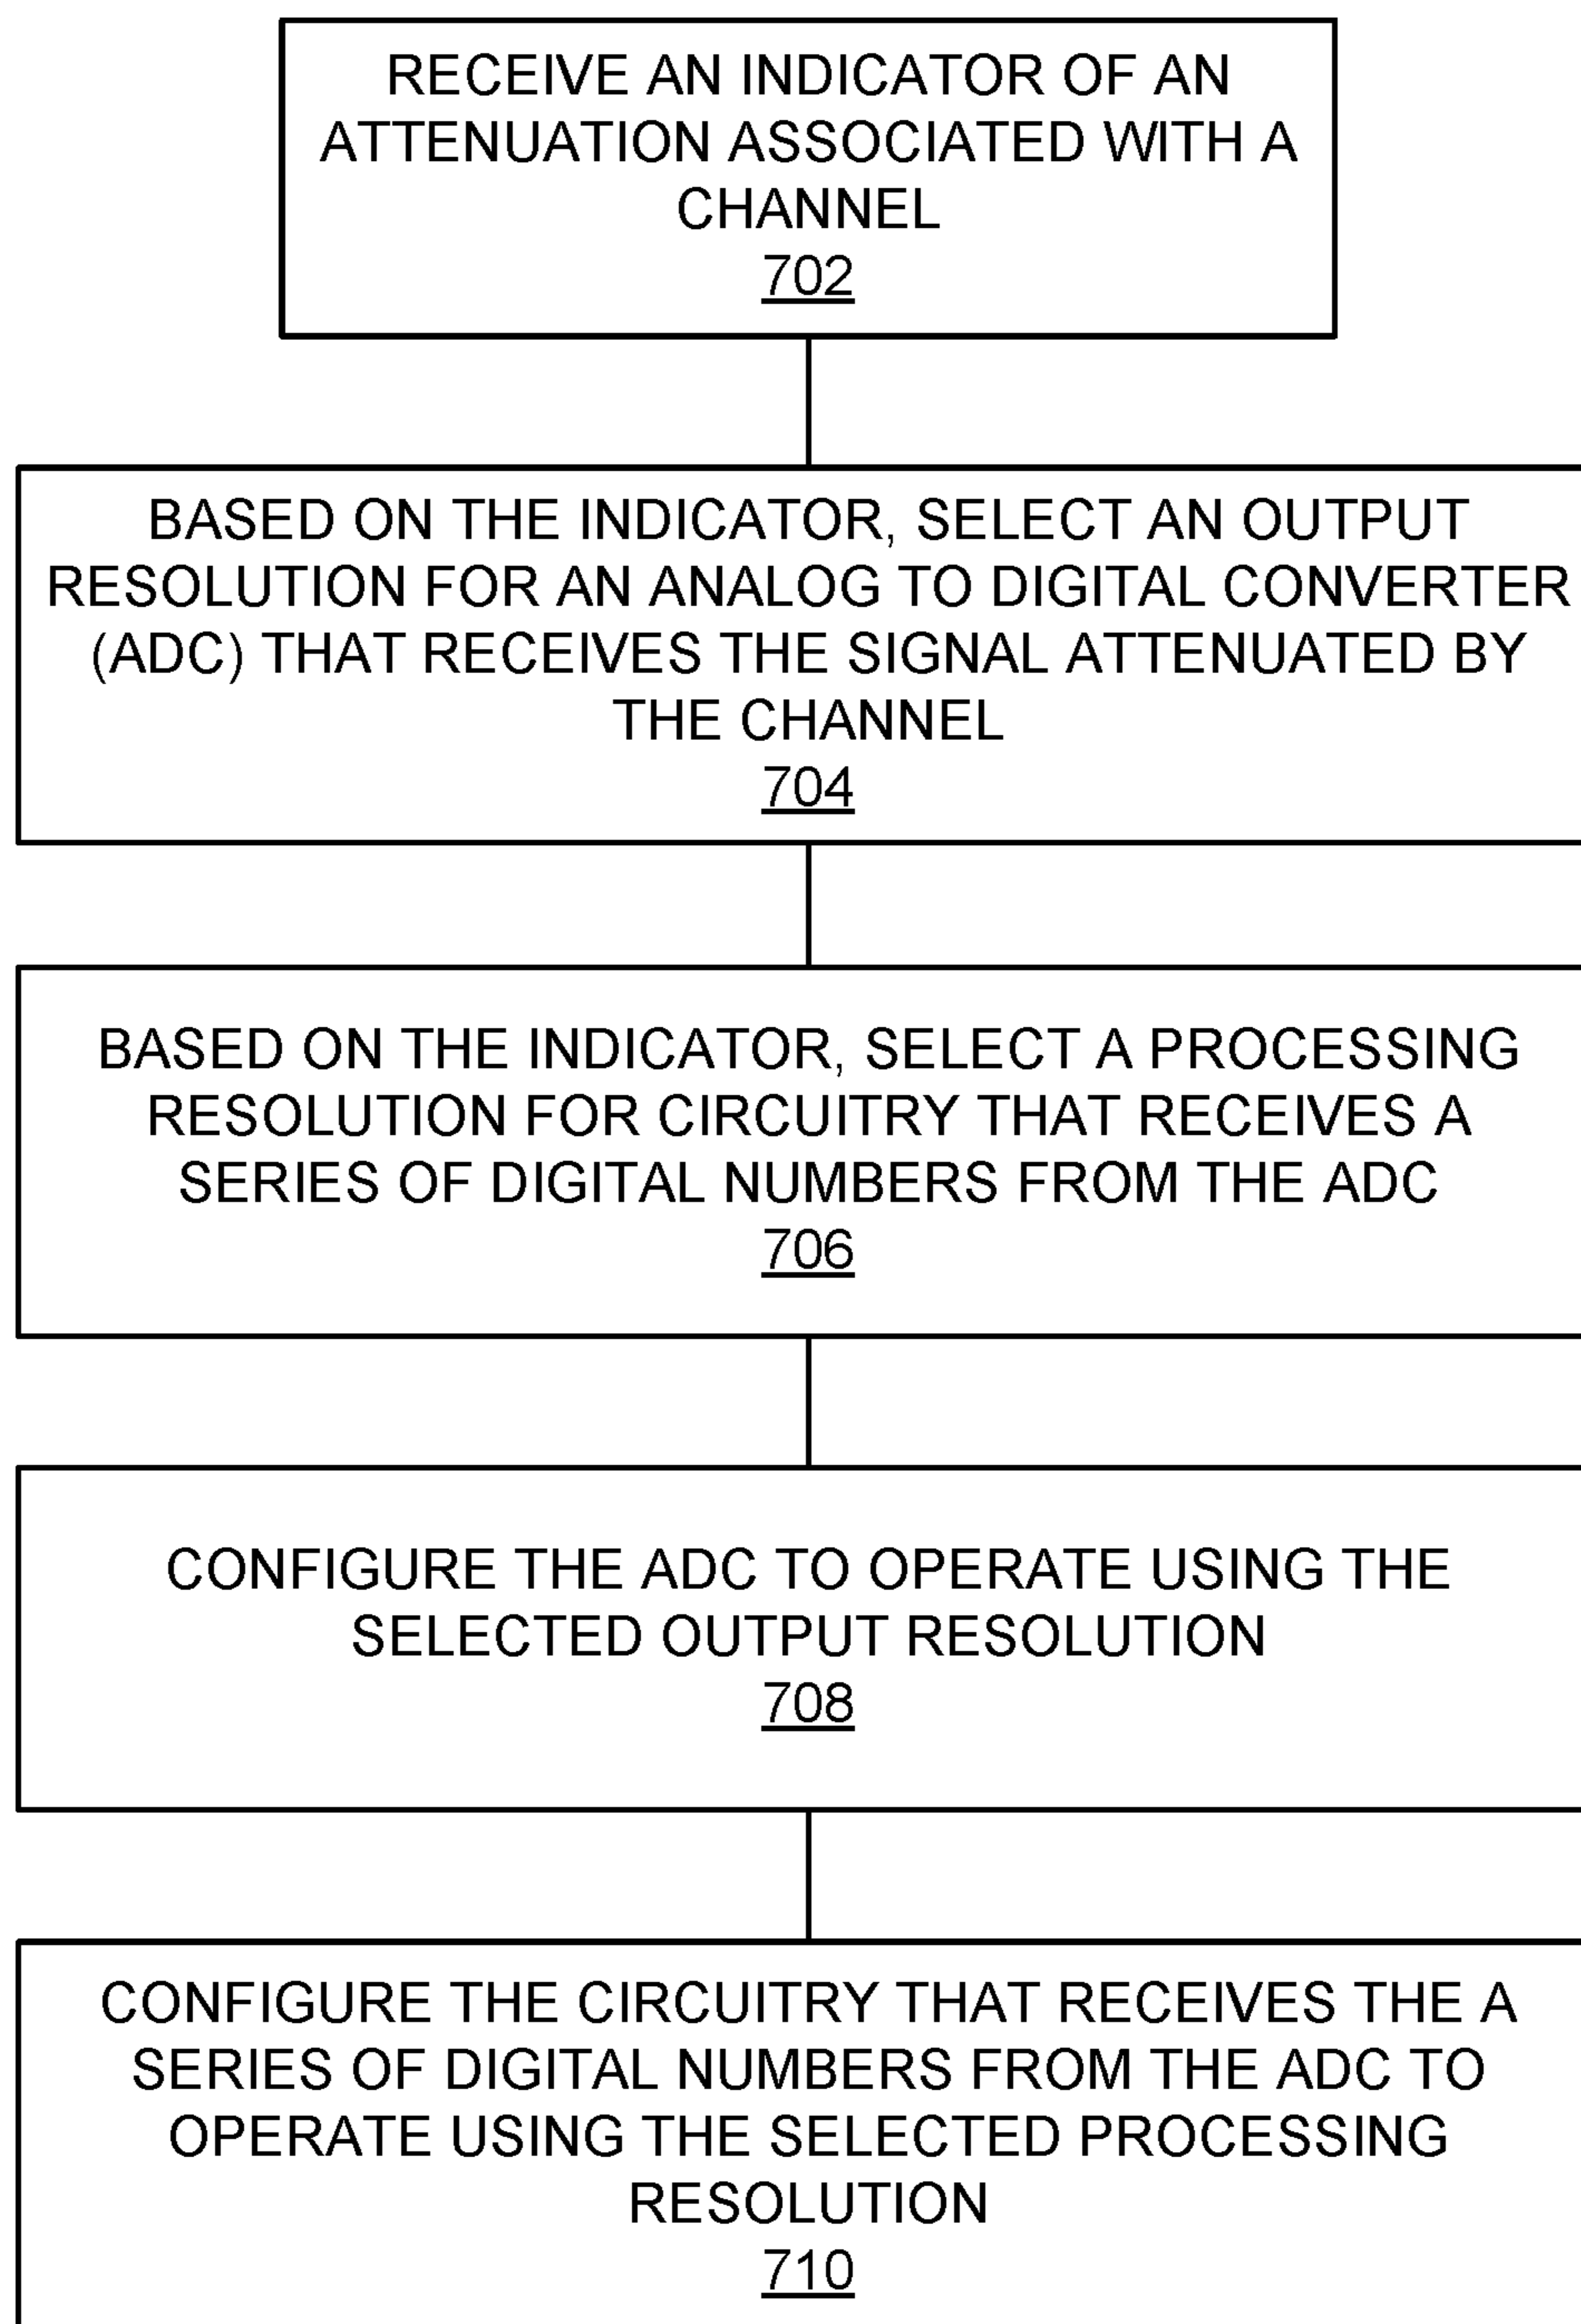 RECEIVE AN INDICATOR OF AN
ATTENUATION ASSOCIATED WITH A
CHANNEL
702
BASED ON THE INDICATOR, SELECT AN OUTPUT
RESOLUTION FOR AN ANALOG TO DIGITAL CONVERTER
(ADC) THAT RECEIVES THE SIGNAL ATTENUATED BY
THE CHANNEL
704
BASED ON THE INDICATOR, SELECT A PROCESSING
RESOLUTION FOR CIRCUITRY THAT RECEIVES A
SERIES OF DIGITAL NUMBERS FROM THE ADC
706
CONFIGURE THE ADC TO OPERATE USING THE
SELECTED OUTPUT RESOLUTION
708
CONFIGURE THE CIRCUITRY THAT RECEIVES THE A
SERIES OF DIGITAL NUMBERS FROM THE ADC TO
OPERATE USING THE SELECTED PROCESSING
RESOLUTION
710